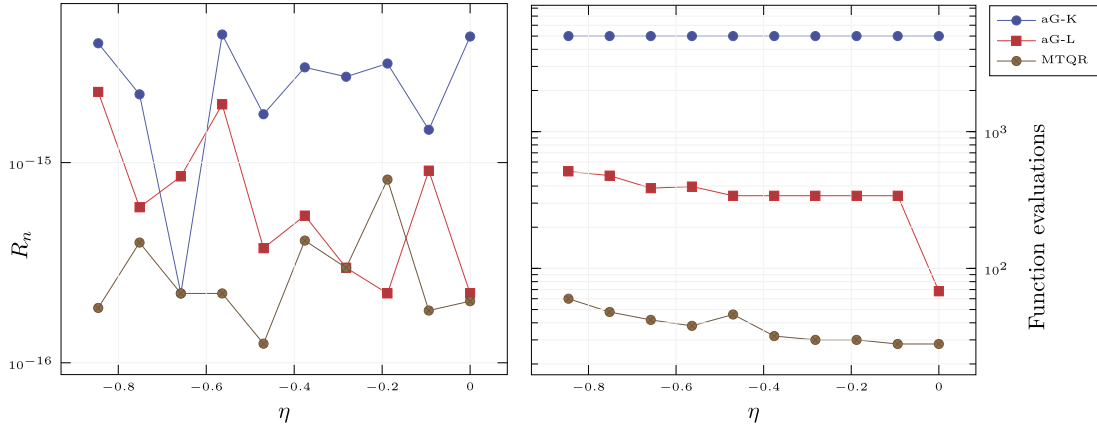 10^{-15}
10^{-16}
R_n
−0.8 −0.6 −0.4 −0.2 0
η
aG-K
aG-L
MTQR
10^3
10^2
Function evaluations
−0.8 −0.6 −0.4 −0.2 0
η